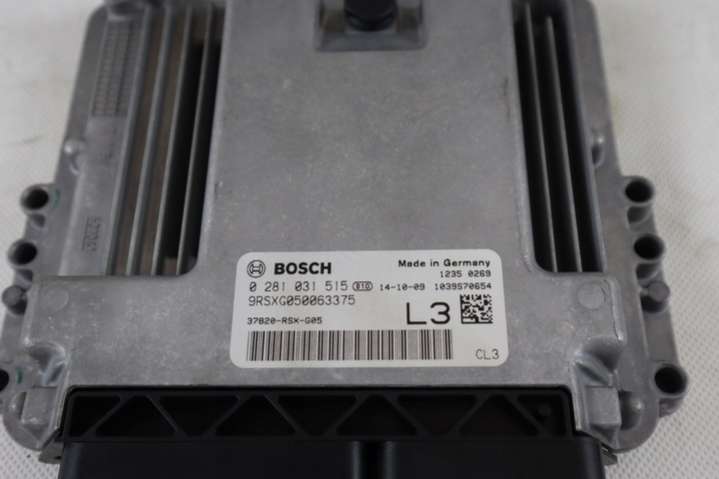 BOSCH
Made in Germany
1235 0269
0 281 031 515 14-10-09 1039S70654
9RSXG050063375
37820-RSX-G05
L3
CL3